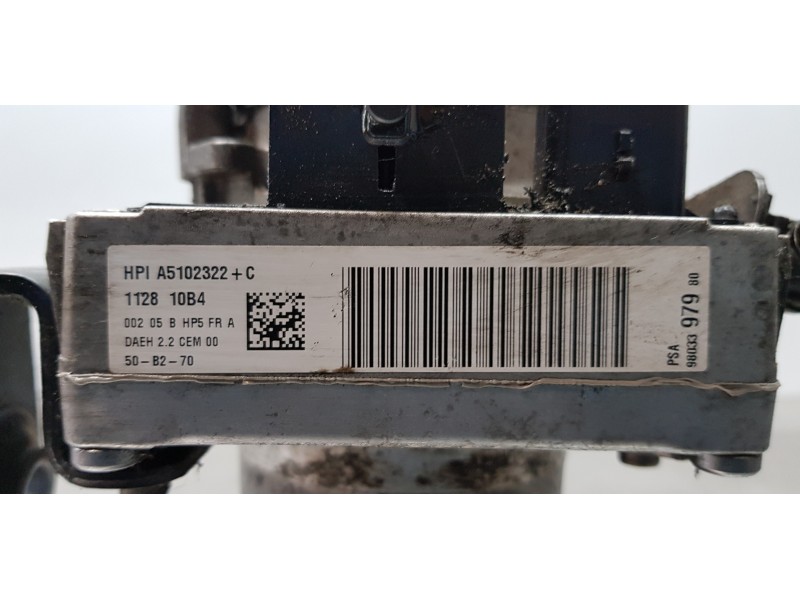 HPI A5102322+C
1128 10B4
002 05 B HP5 FR A
DAEH 2.2 CEM 00
50-B2-70
PSA
98033 979 80